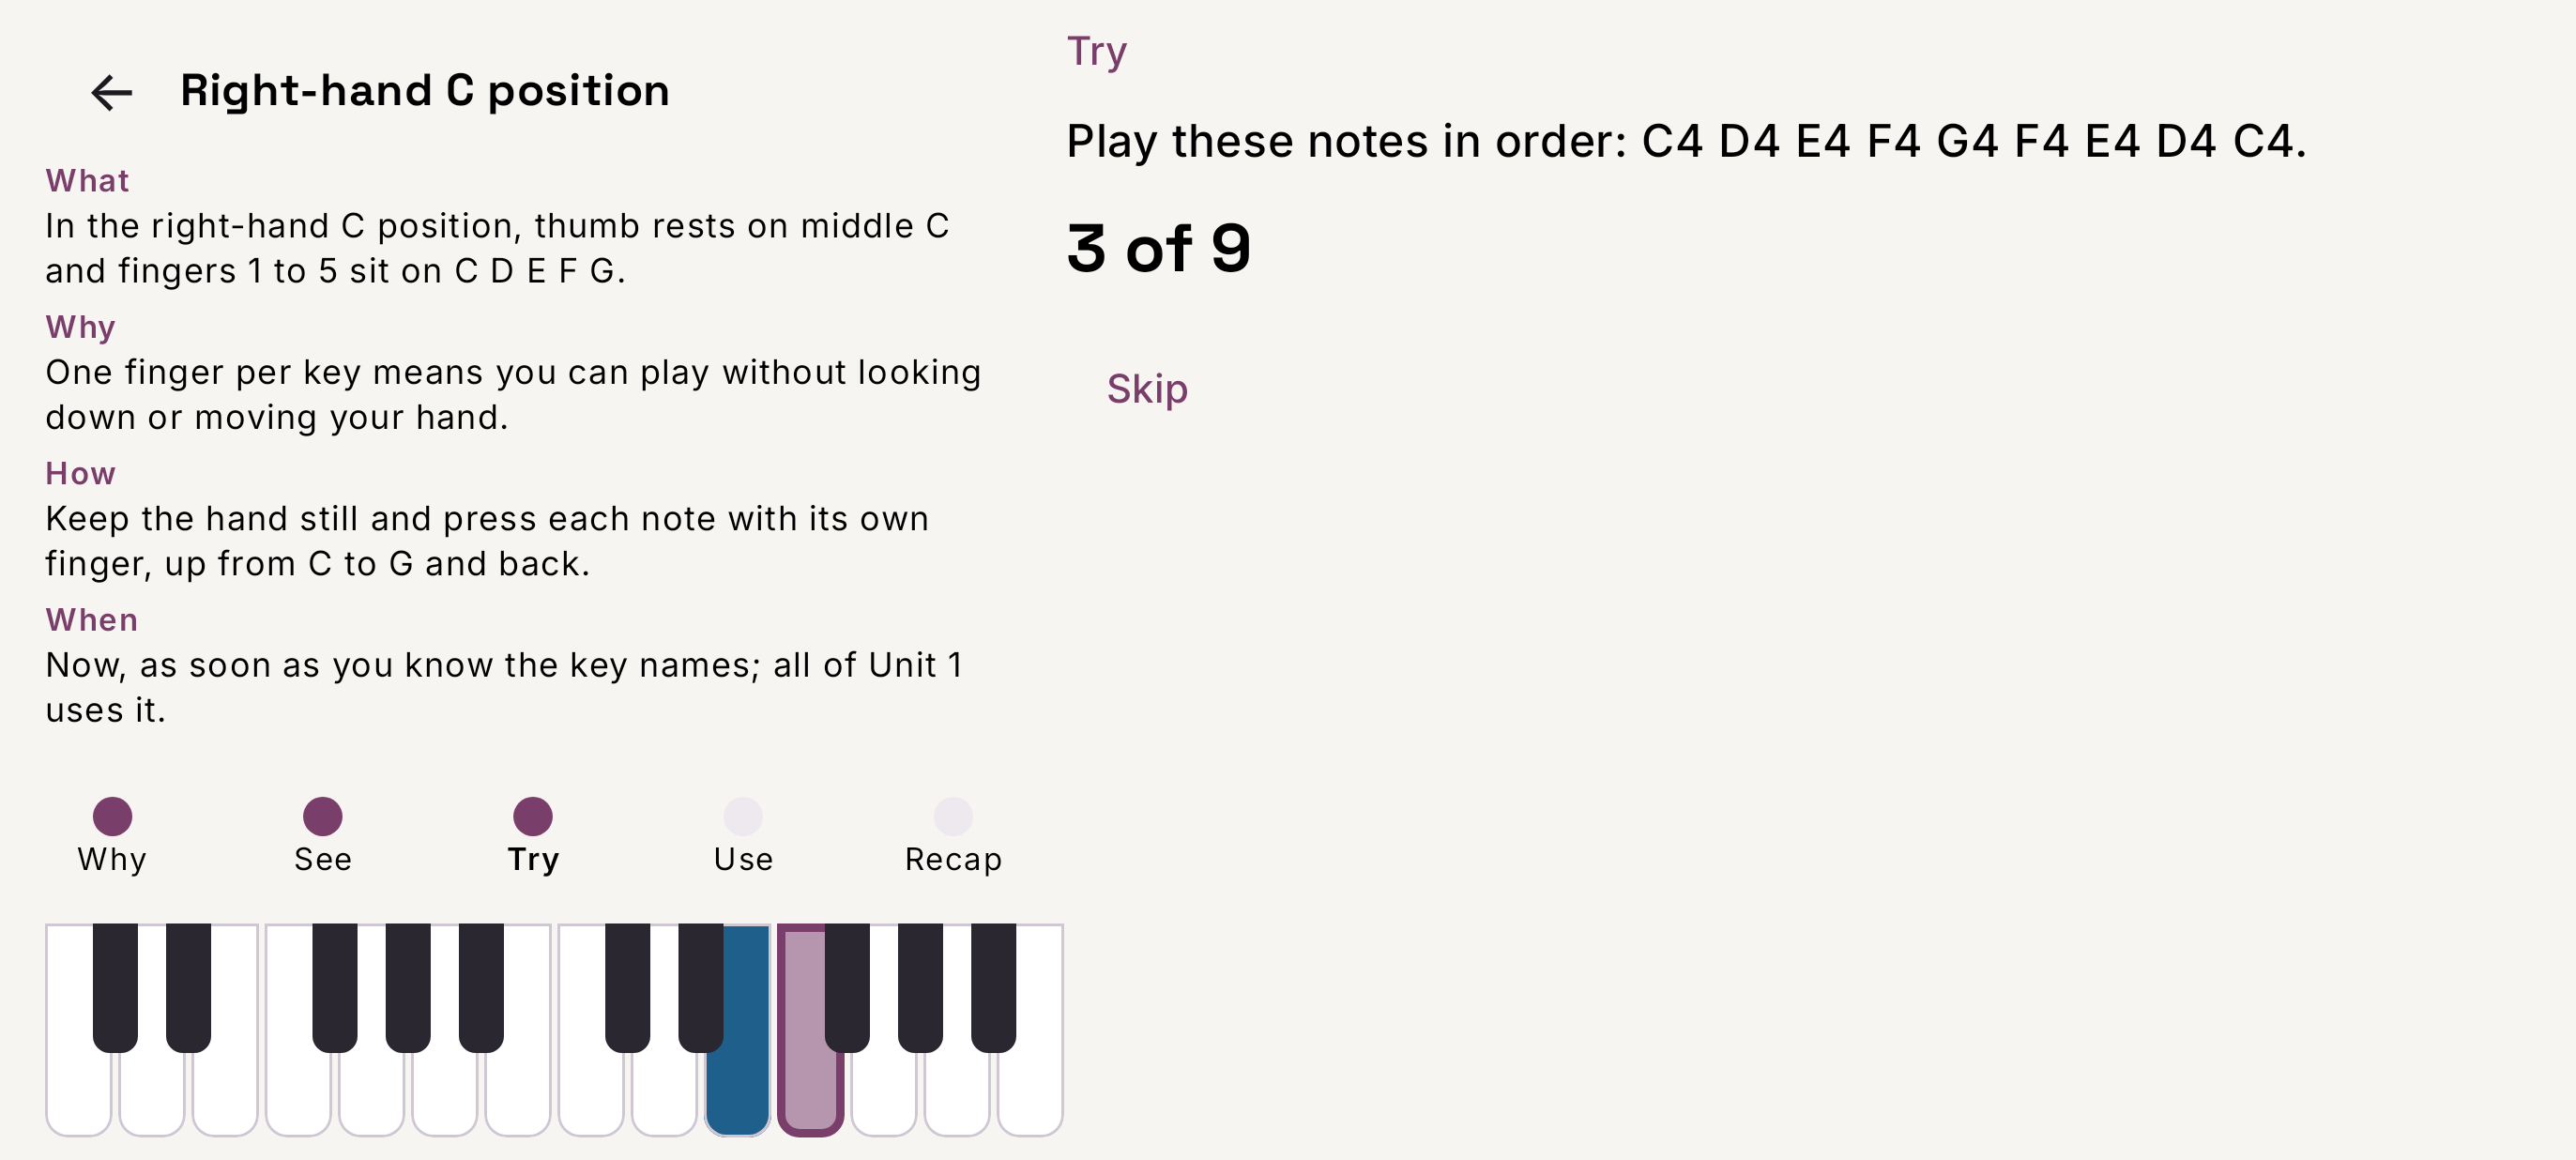 Right-hand C position
What
In the right-hand C position, thumb rests on middle C
and fingers 1 to 5 sit on C D E F G.
Why
One finger per key means you can play without looking
down or moving your hand.
How
Keep the hand still and press each note with its own
finger, up from C to G and back.
When
Now, as soon as you know the key names; all of Unit 1
uses it.
Why See Try Use Recap
Try
Play these notes in order: C4 D4 E4 F4 G4 F4 E4 D4 C4.
3 of 9
Skip